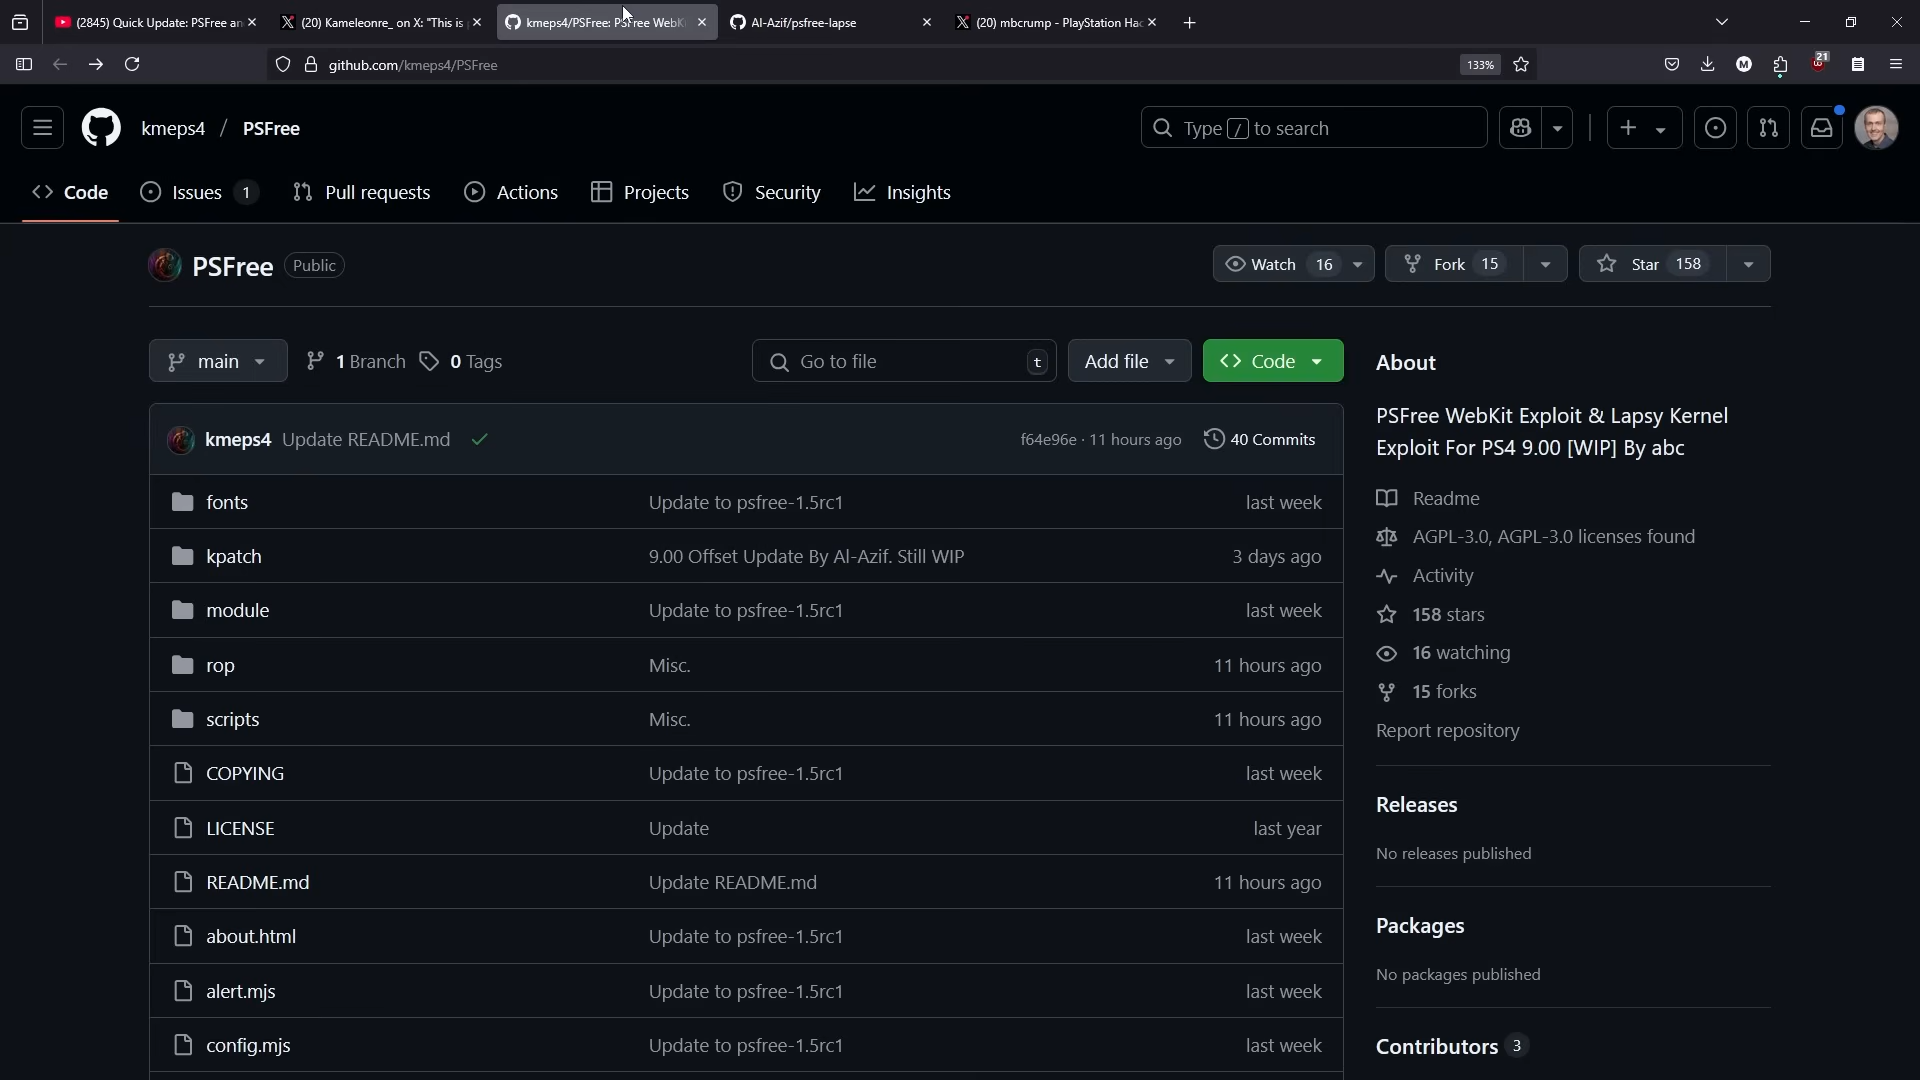 (2845) Quick Update: PSFree an
(20) Kameleonre_ on X: "This is
kmeps4/PSFree: PSFree WebKi
Al-Azif/psfree-lapse
(20) mbcrump - PlayStation Hac
github.com/kmeps4/PSFree
133%
M
21
kmeps4 / PSFree
Type / to search
Code
Issues 1
Pull requests
Actions
Projects
Security
Insights
PSFree Public
Watch 16
Fork 15
Star 158
main
1 Branch
0 Tags
Go to file t
Add file
Code
kmeps4 Update README.md
f64e96e · 11 hours ago
40 Commits
fonts Update to psfree-1.5rc1 last week
kpatch 9.00 Offset Update By Al-Azif. Still WIP 3 days ago
module Update to psfree-1.5rc1 last week
rop Misc. 11 hours ago
scripts Misc. 11 hours ago
COPYING Update to psfree-1.5rc1 last week
LICENSE Update last year
README.md Update README.md 11 hours ago
about.html Update to psfree-1.5rc1 last week
alert.mjs Update to psfree-1.5rc1 last week
config.mjs Update to psfree-1.5rc1 last week
About
PSFree WebKit Exploit & Lapsy Kernel
Exploit For PS4 9.00 [WIP] By abc
Readme
AGPL-3.0, AGPL-3.0 licenses found
Activity
158 stars
16 watching
15 forks
Report repository
Releases
No releases published
Packages
No packages published
Contributors 3